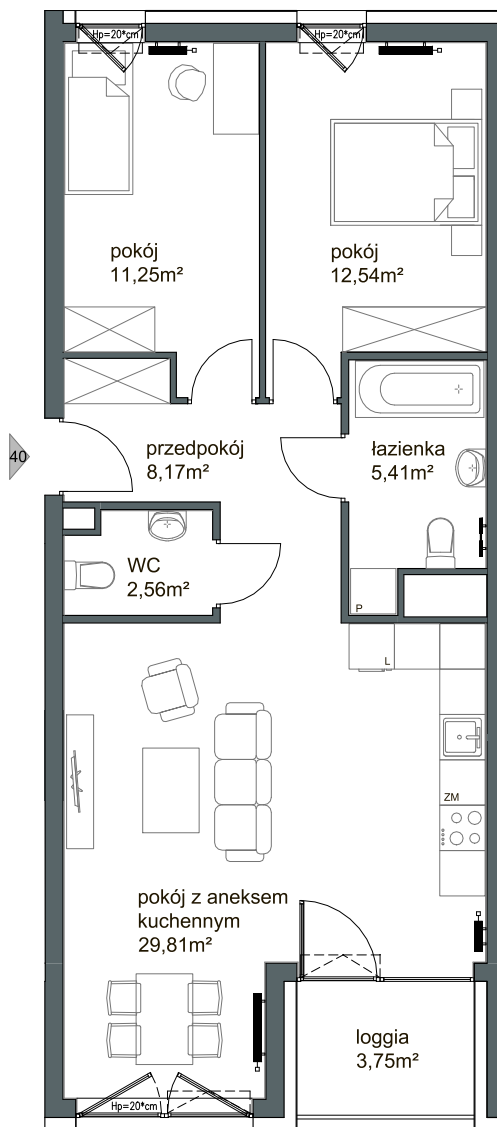 Hp=20*cm
Hp=20*cm
pokój
11,25m²
pokój
12,54m²
40
przedpokój
8,17m²
łazienka
5,41m²
WC
2,56m²
P
L
ZM
pokój z aneksem
kuchennym
29,81m²
loggia
3,75m²
Hp=20*cm